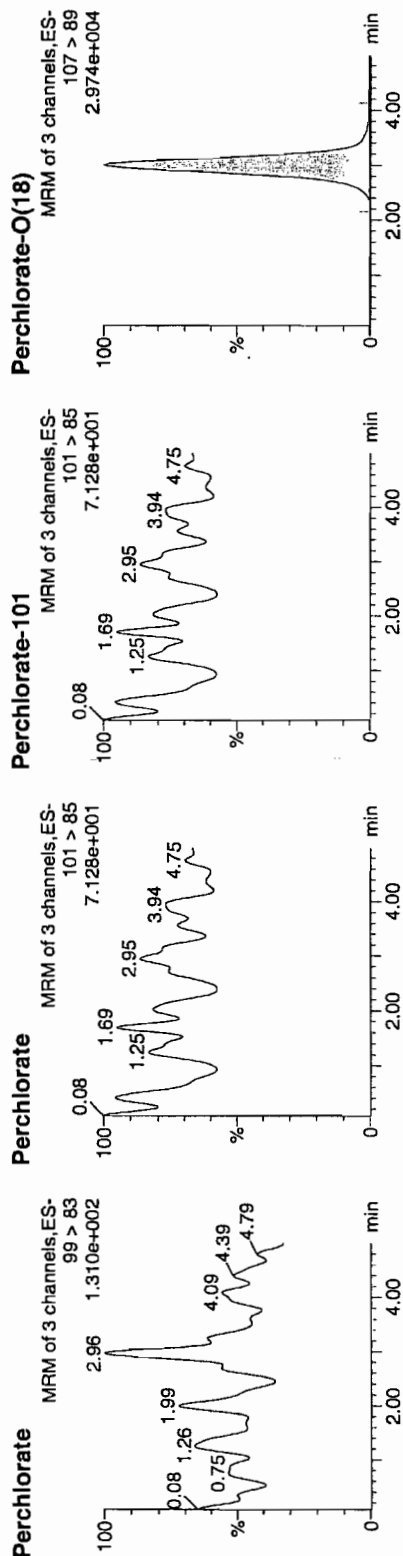 Perchlorate
MRM of 3 channels,ES-
99 > 83
1.310e+002
100
%
0
0.08
0.75
1.26
1.99
2.96
4.09
4.39
4.79
2.00
4.00
min
Perchlorate
MRM of 3 channels,ES-
101 > 85
7.128e+001
100
%
0
0.08
1.25
1.69
2.95
3.94
4.75
2.00
4.00
min
Perchlorate-101
MRM of 3 channels,ES-
101 > 85
7.128e+001
100
%
0
0.08
1.25
1.69
2.95
3.94
4.75
2.00
4.00
min
Perchlorate-O(18)
MRM of 3 channels,ES-
107 > 89
2.974e+004
100
%
0
2.00
4.00
min